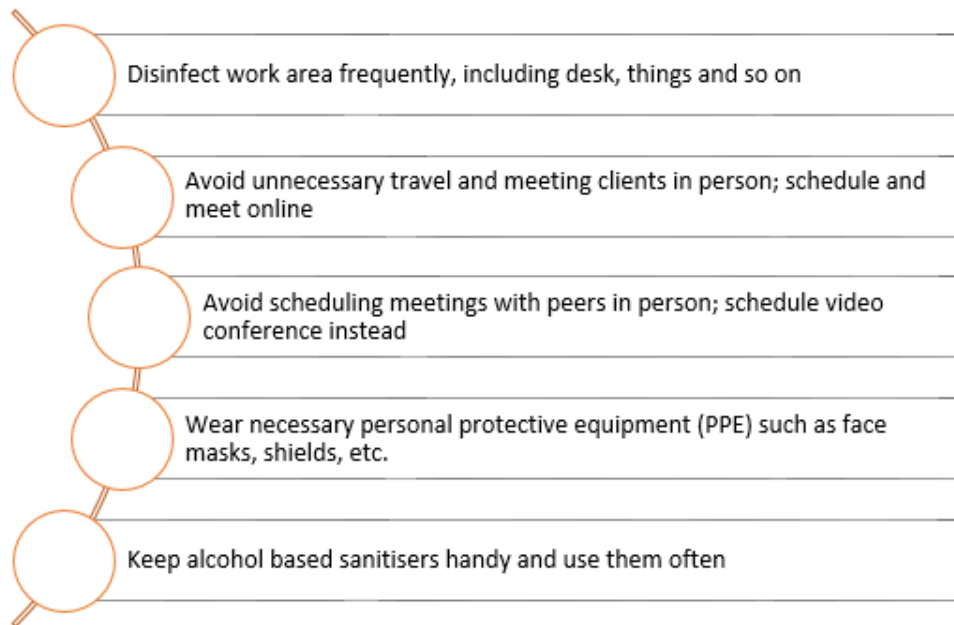 Disinfect work area frequently, including desk, things and so on
Avoid unnecessary travel and meeting clients in person; schedule and
meet online
Avoid scheduling meetings with peers in person; schedule video
conference instead
Wear necessary personal protective equipment (PPE) such as face
masks, shields, etc.
Keep alcohol based sanitisers handy and use them often